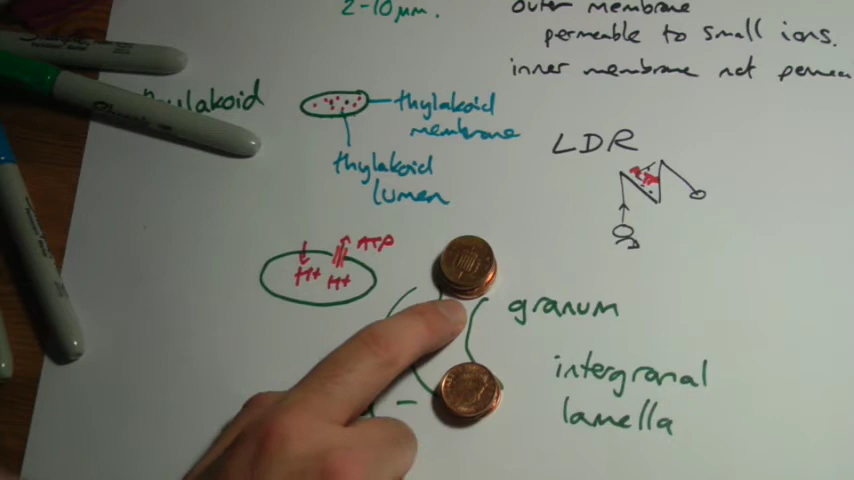 2-10μm.
outer membrane
permeable to small ions.
inner membrane not
thylakoid
thylakoid
membrane
thylakoid
lumen
LDR
ATP
H+ H+
granum
intergranal
lamella